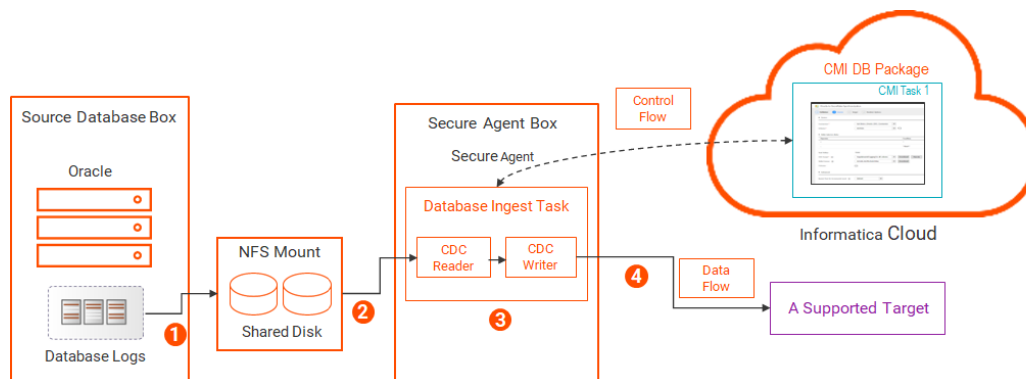 Source Database Box
Oracle
Database Logs
1
NFS Mount
Shared Disk
2
Secure Agent Box
Secure Agent
Database Ingest Task
CDC
Reader
CDC
Writer
3
Control
Flow
4
Data
Flow
CMI DB Package
CMI Task 1
Informatica Cloud
A Supported Target